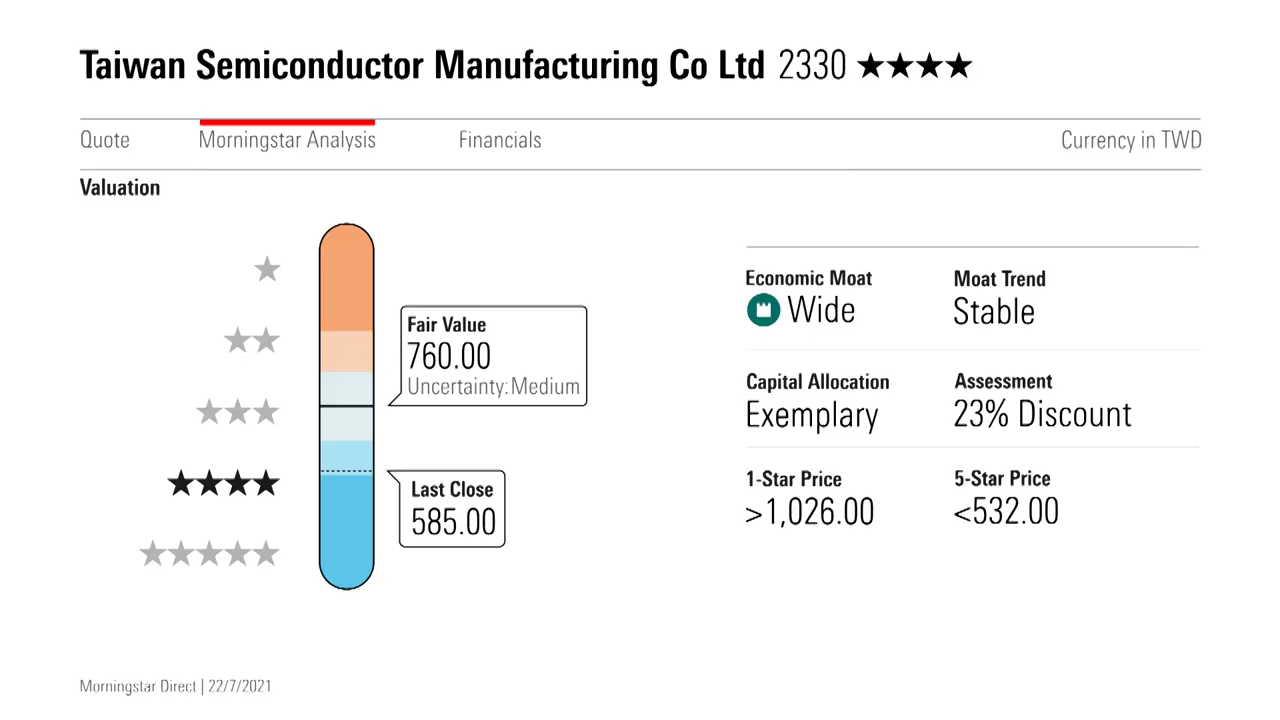 Taiwan Semiconductor Manufacturing Co Ltd 2330 ★★★★
Quote Morningstar Analysis Financials Currency in TWD
Valuation
★
★★
★★★
★★★★
★★★★★
Fair Value
760.00
Uncertainty: Medium
Last Close
585.00
Economic Moat
Wide
Moat Trend
Stable
Capital Allocation
Exemplary
Assessment
23% Discount
1-Star Price
>1,026.00
5-Star Price
<532.00
Morningstar Direct | 22/7/2021